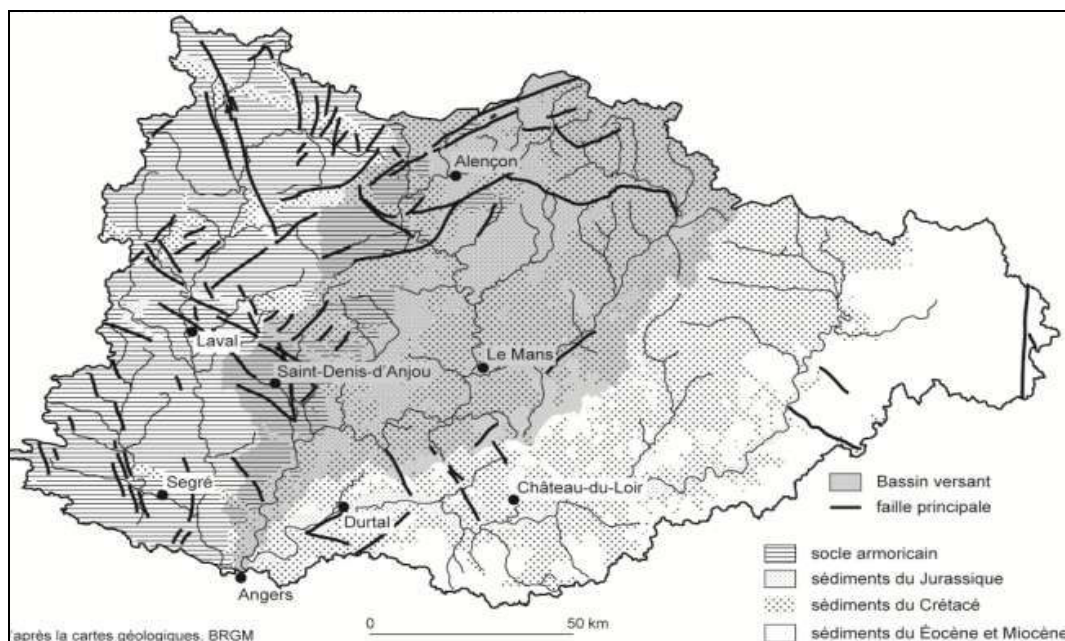 Alençon
Laval
Le Mans
Saint-Denis-d'Anjou
Segré
Château-du-Loir
Durtal
Angers
Bassin versant
faille principale
socle armoricain
sédiments du Jurassique
sédiments du Crétacé
sédiments du Éocène et Miocène
0 50 km
'après la cartes géologiques, BRGM